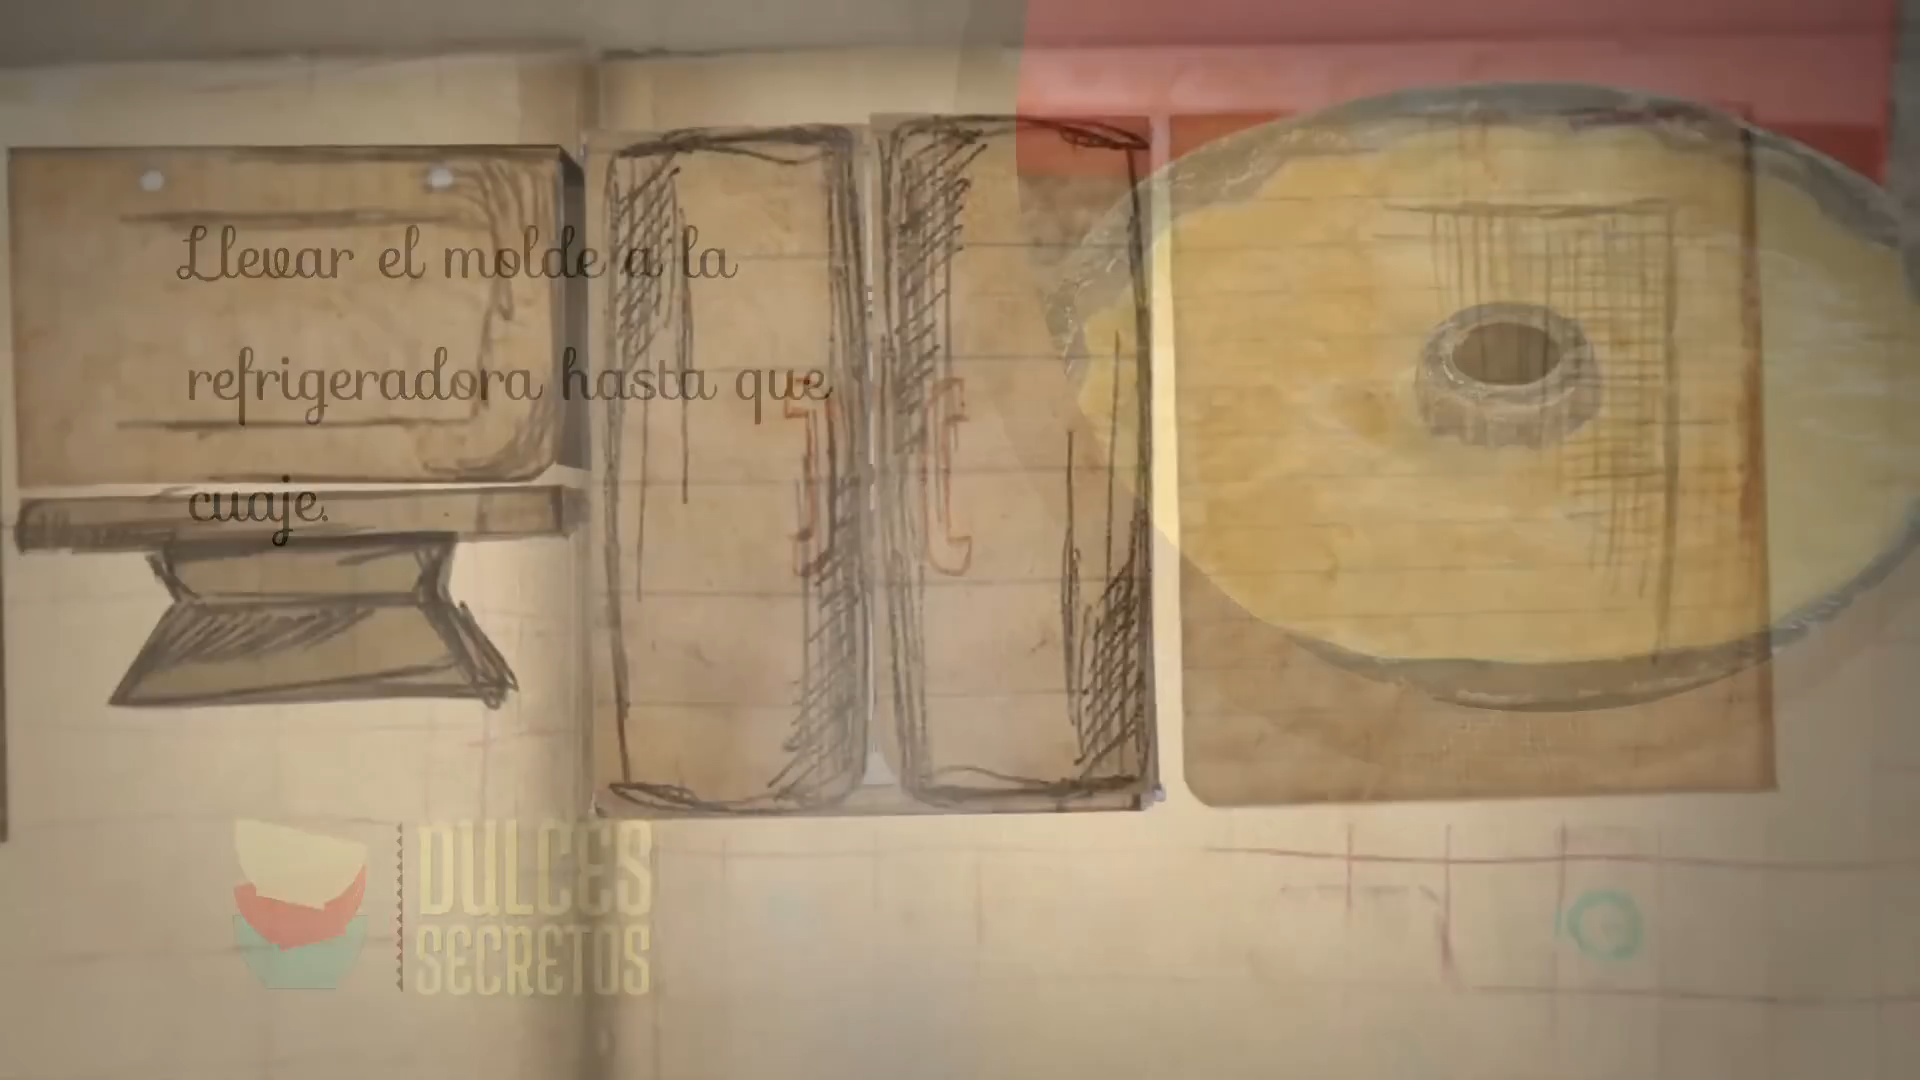 Llevar el molde a la
refrigeradora hasta que
cuaje.
DULCES
SECRETOS